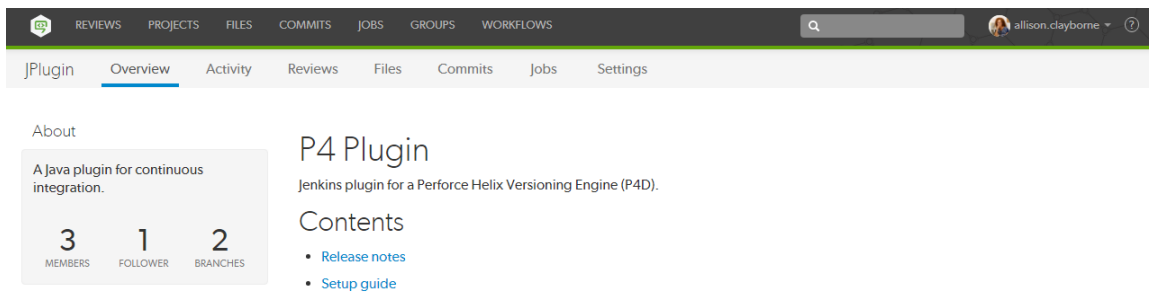 REVIEWS PROJECTS FILES COMMITS JOBS GROUPS WORKFLOWS allison.clayborne ?
JPlugin Overview Activity Reviews Files Commits Jobs Settings
About
A Java plugin for continuous
integration.
3 1 2
MEMBERS FOLLOWER BRANCHES
P4 Plugin
Jenkins plugin for a Perforce Helix Versioning Engine (P4D).
Contents
• Release notes
• Setup guide